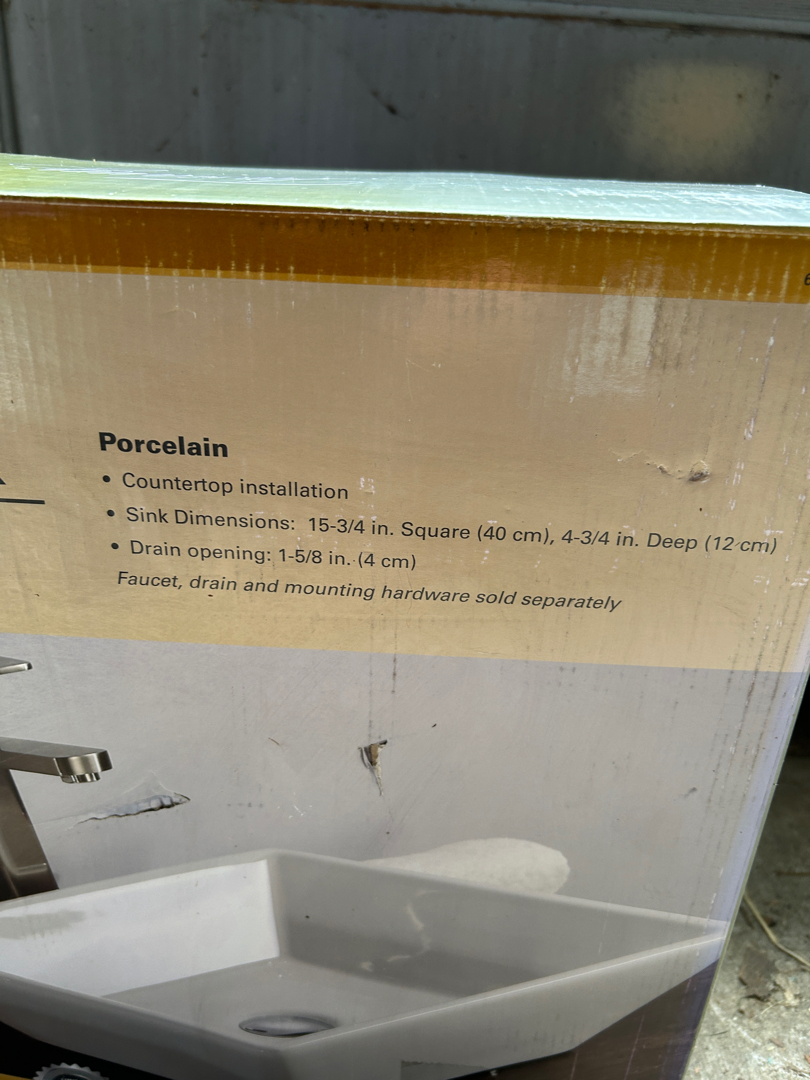 Porcelain
• Countertop installation
• Sink Dimensions: 15-3/4 in. Square (40 cm), 4-3/4 in. Deep (12 cm)
• Drain opening: 1-5/8 in. (4 cm)
Faucet, drain and mounting hardware sold separately